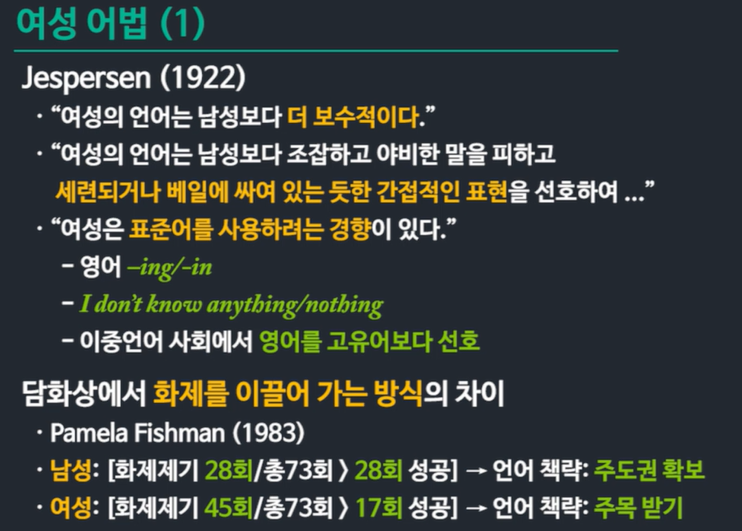 여성 어법 (1)
Jespersen (1922)
· “여성의 언어는 남성보다 더 보수적이다.”
· “여성의 언어는 남성보다 조잡하고 야비한 말을 피하고
세련되거나 베일에 싸여 있는 듯한 간접적인 표현을 선호하여 …”
· “여성은 표준어를 사용하려는 경향이 있다.”
– 영어 –ing/-in
– I don’t know anything/nothing
– 이중언어 사회에서 영어를 고유어보다 선호
담화상에서 화제를 이끌어 가는 방식의 차이
· Pamela Fishman (1983)
· 남성: [화제제기 28회/총73회 > 28회 성공] → 언어 책략: 주도권 확보
· 여성: [화제제기 45회/총73회 > 17회 성공] → 언어 책략: 주목 받기